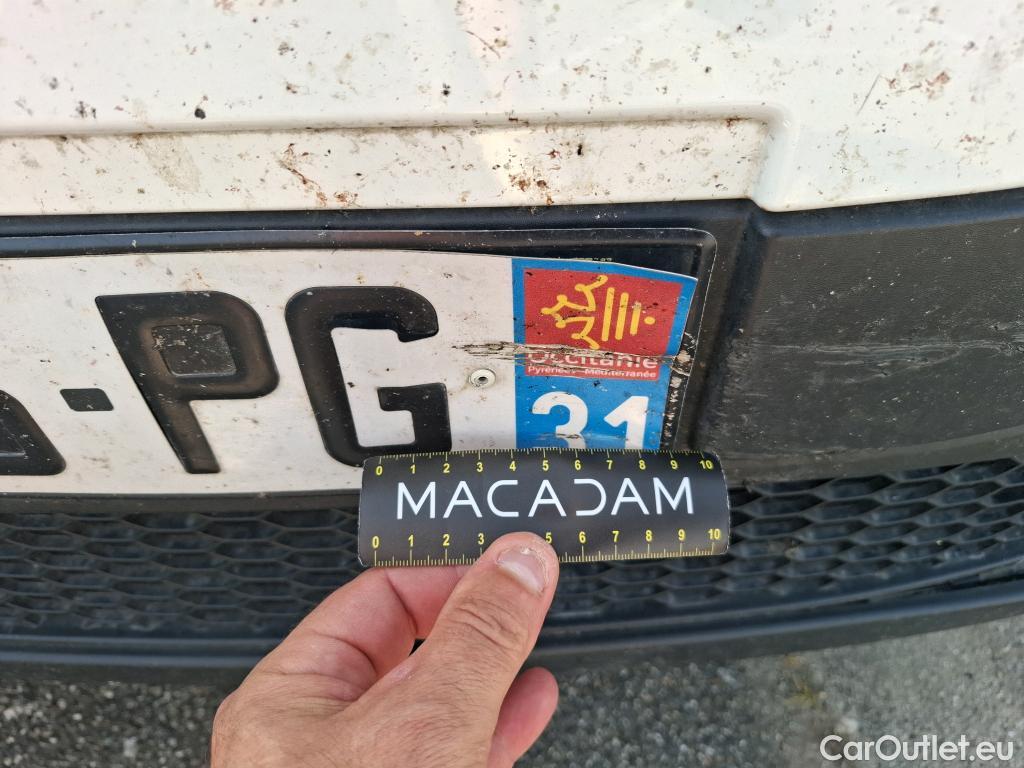 -PG
Occitanie
Pyrénées - Méditerranée
31
0 1 2 3 4 5 6 7 8 9 10
MACADAM
0 1 2 3 5 6 7 8 9 10
CarOutlet.eu